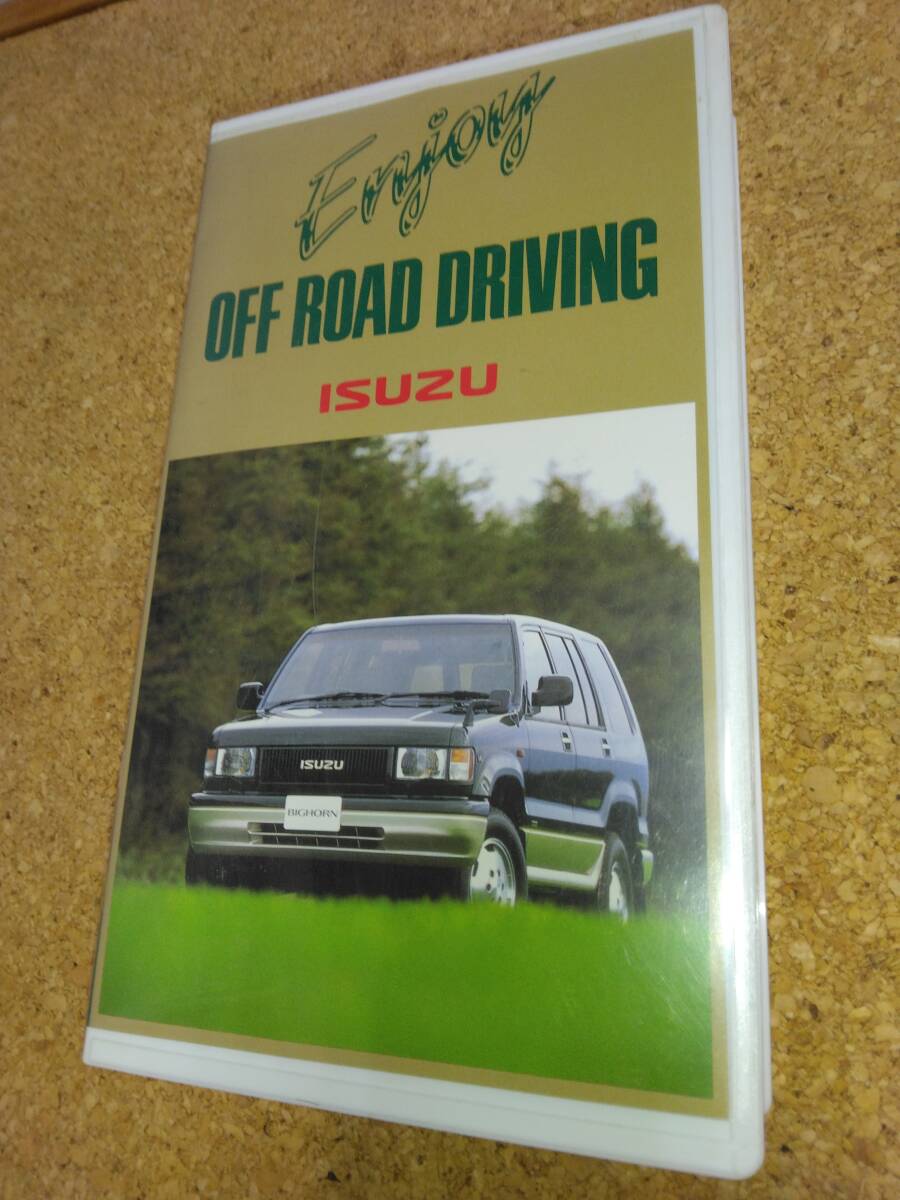 Enjoy
OFF ROAD DRIVING
ISUZU
ISUZU
BIGHORN